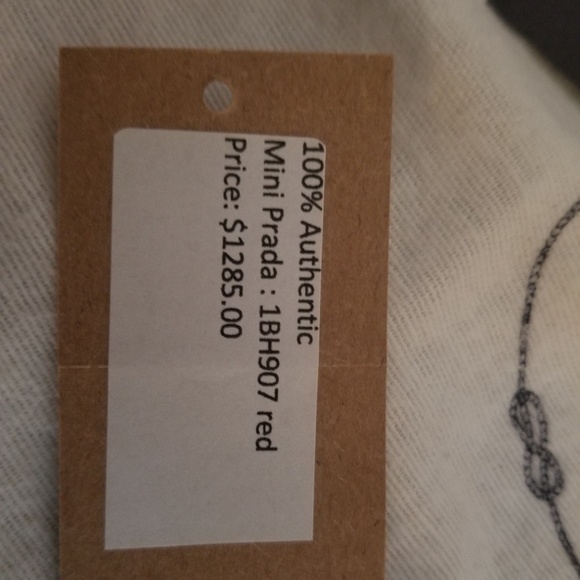 100% Authentic
Mini Prada : 1BH907 red
Price: $1285.00